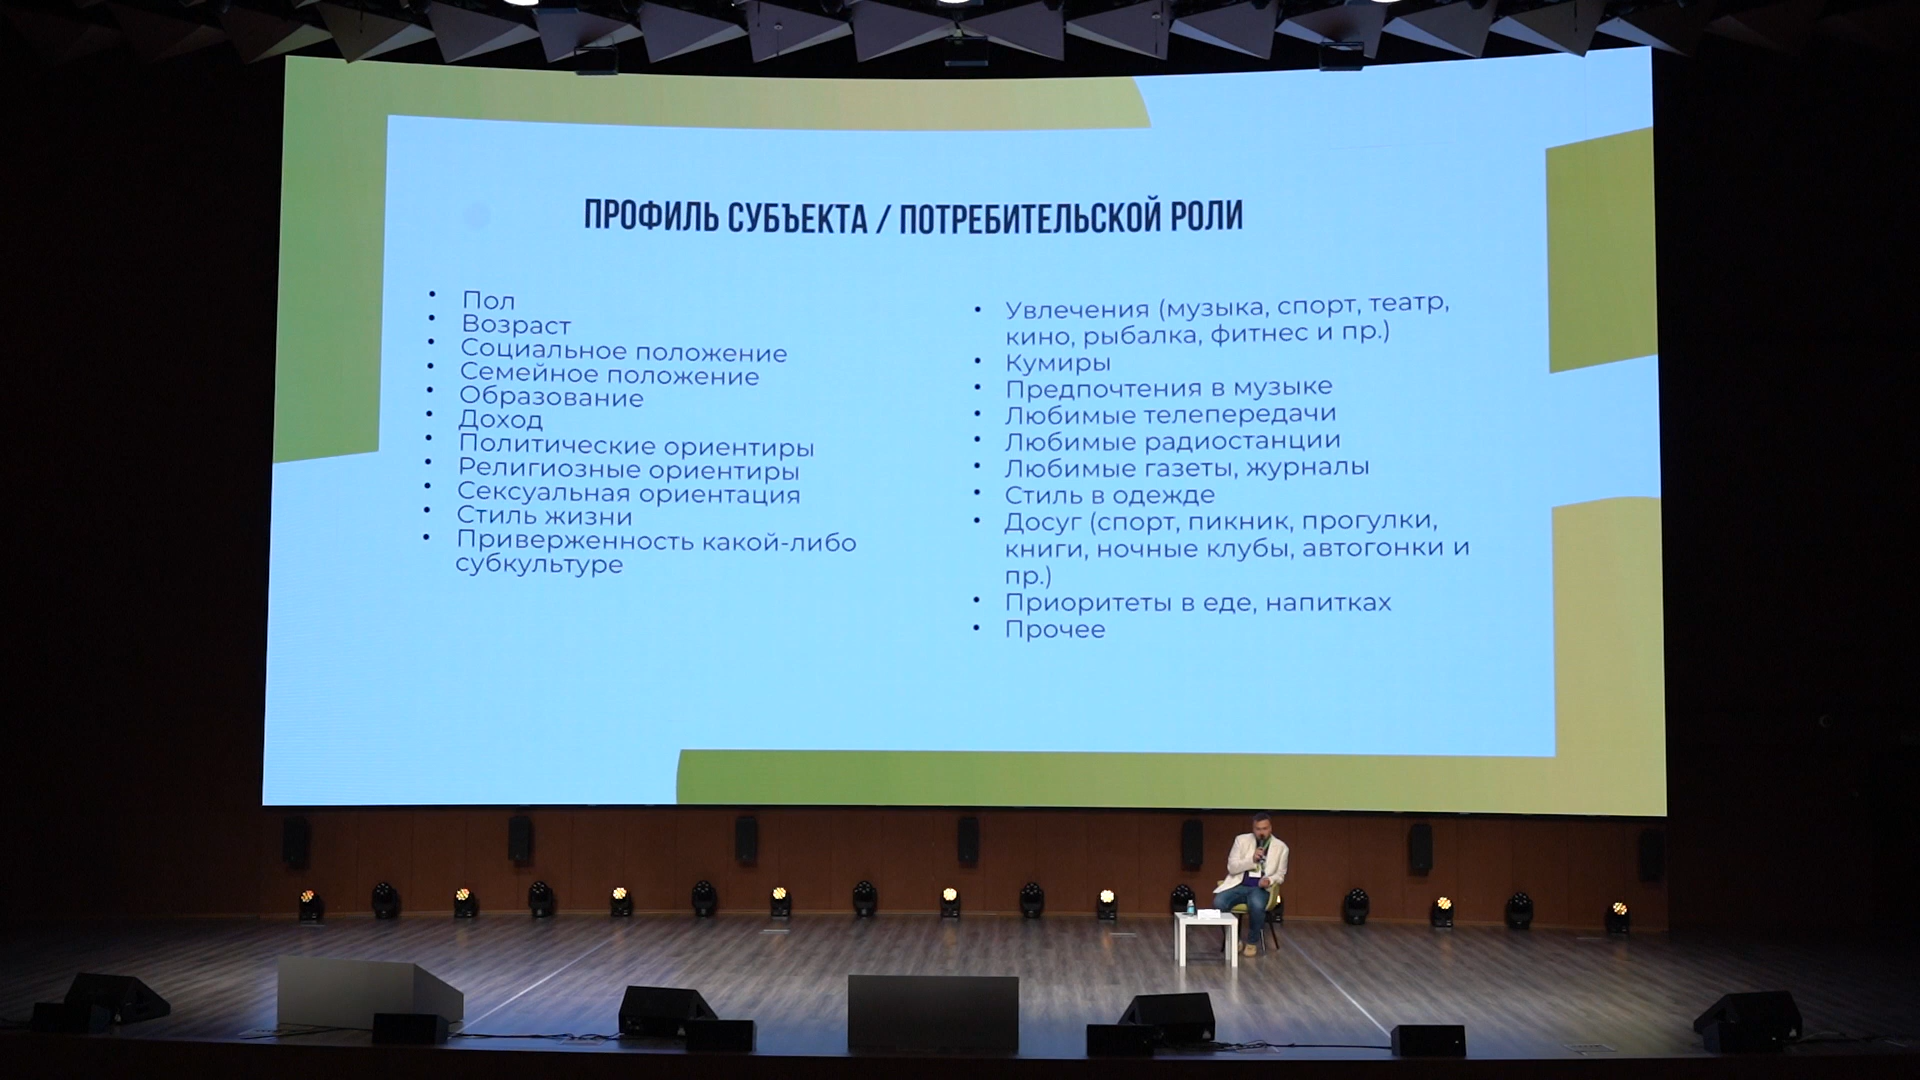 ПРОФИЛЬ СУБЪЕКТА / ПОТРЕБИТЕЛЬСКОЙ РОЛИ
• Пол
• Возраст
• Социальное положение
• Семейное положение
• Образование
• Доход
• Политические ориентиры
• Религиозные ориентиры
• Сексуальная ориентация
• Стиль жизни
• Приверженность какой-либо
субкультуре
• Увлечения (музыка, спорт, театр,
кино, рыбалка, фитнес и пр.)
• Кумиры
• Предпочтения в музыке
• Любимые телепередачи
• Любимые радиостанции
• Любимые газеты, журналы
• Стиль в одежде
• Досуг (спорт, пикник, прогулки,
книги, ночные клубы, автогонки и
пр.)
• Приоритеты в еде, напитках
• Прочее